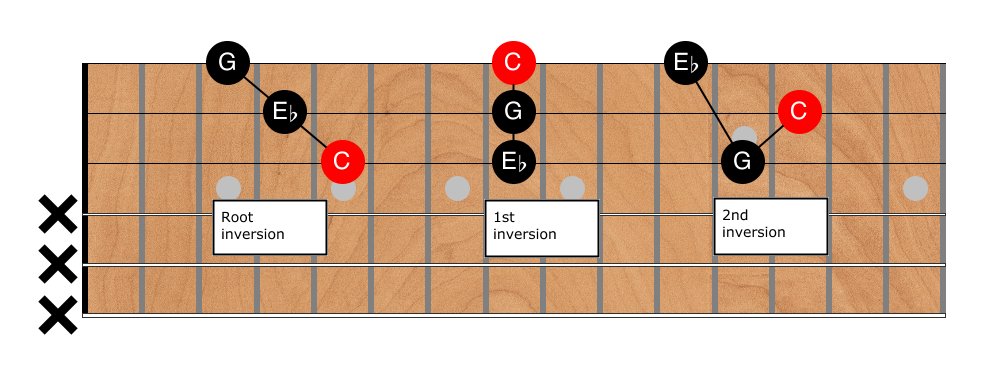 G
C
E♭
E♭
G
C
C
E♭
G
Root
inversion
1st
inversion
2nd
inversion